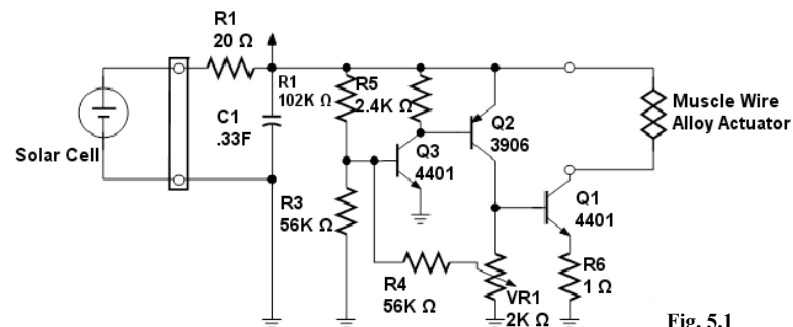 R1
20 Ω
R1
102K Ω
R5
2.4K Ω
C1
.33F
Solar Cell
Q2
3906
Muscle Wire
Alloy Actuator
Q3
4401
R3
56K Ω
Q1
4401
R4
56K Ω
VR1
2K Ω
R6
1 Ω
Fig. 5.1